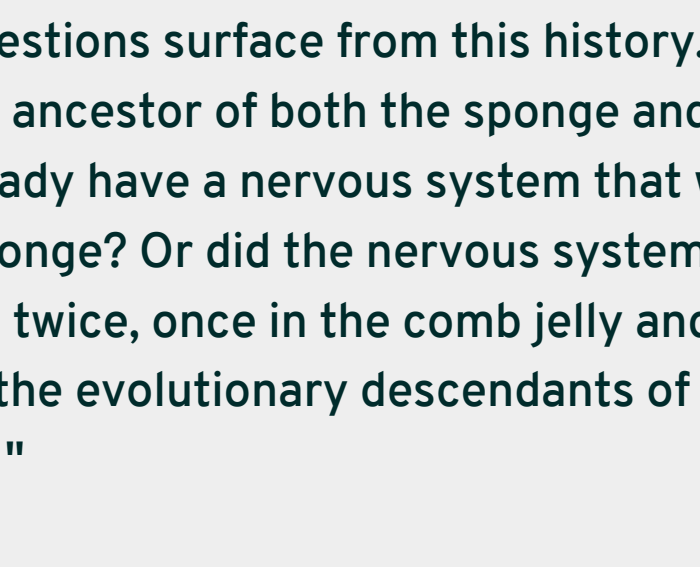 estions surface from this history.
ancestor of both the sponge and
ady have a nervous system that
onge? Or did the nervous system
twice, once in the comb jelly and
the evolutionary descendants of
"